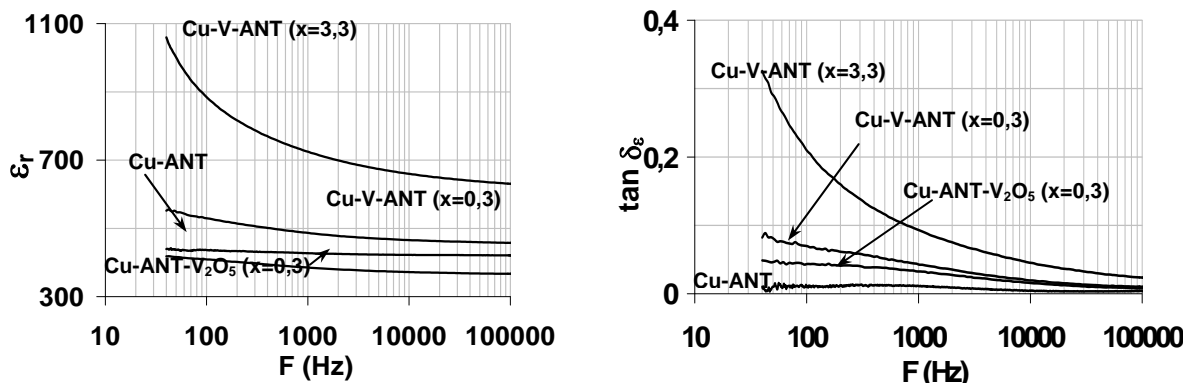 1100
700
300
εr
Cu-V-ANT (x=3,3)
Cu-ANT
Cu-V-ANT (x=0,3)
Cu-ANT-V2O5 (x=0,3)
10 100 1000 10000 100000
F (Hz)
0,4
0,2
0
tan δε
Cu-V-ANT (x=3,3)
Cu-V-ANT (x=0,3)
Cu-ANT-V2O5 (x=0,3)
Cu-ANT
10 100 1000 10000 100000
F (Hz)